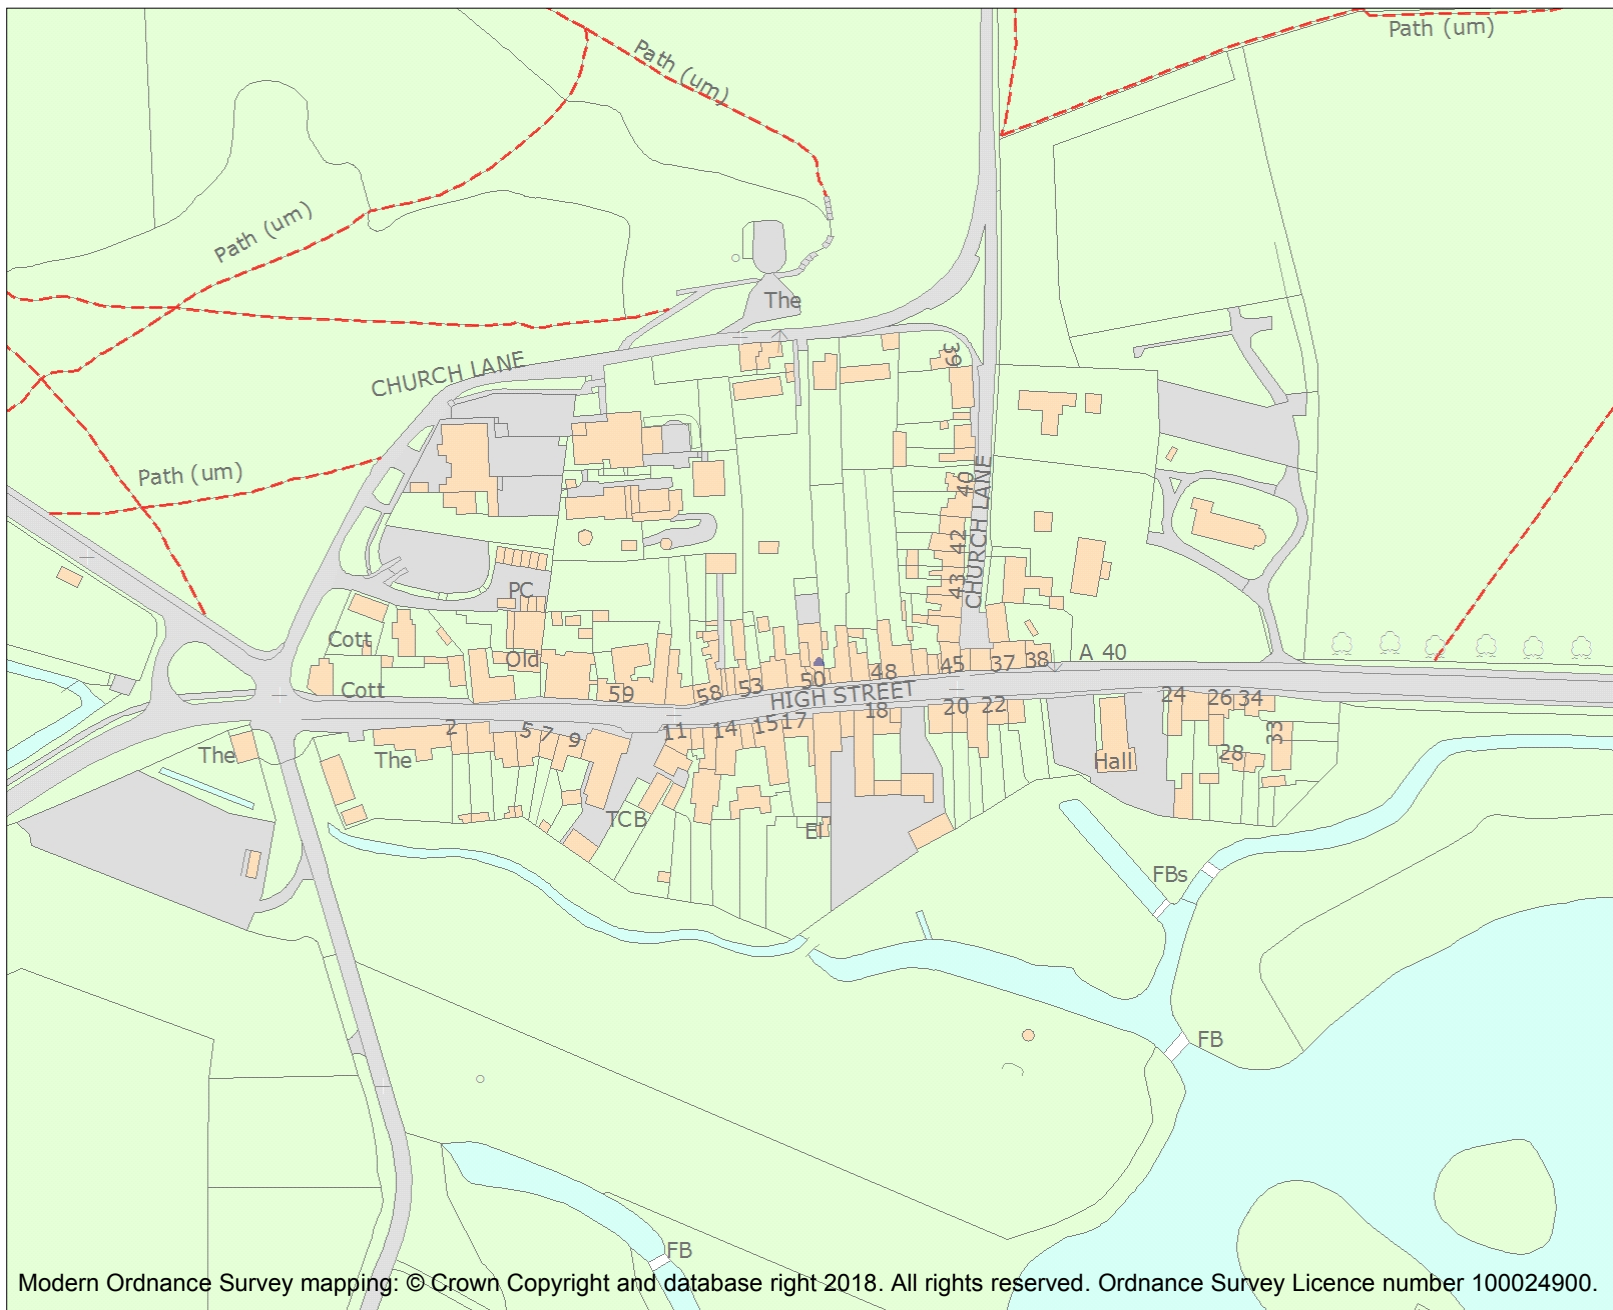 Path (um)
Path (um)
Path (um)
The
CHURCH LANE
39
Path (um)
40
CHURCH LANE
42
43
PC
Cott
Old
A 40
38
37
45
48
50
53
58
59
Cott
HIGH STREET
24
26
34
33
22
20
18
17
15
14
11
9
7
5
2
The
The
28
Hall
TCB
El
FBs
FB
FB
Modern Ordnance Survey mapping: © Crown Copyright and database right 2018. All rights reserved. Ordnance Survey Licence number 100024900.